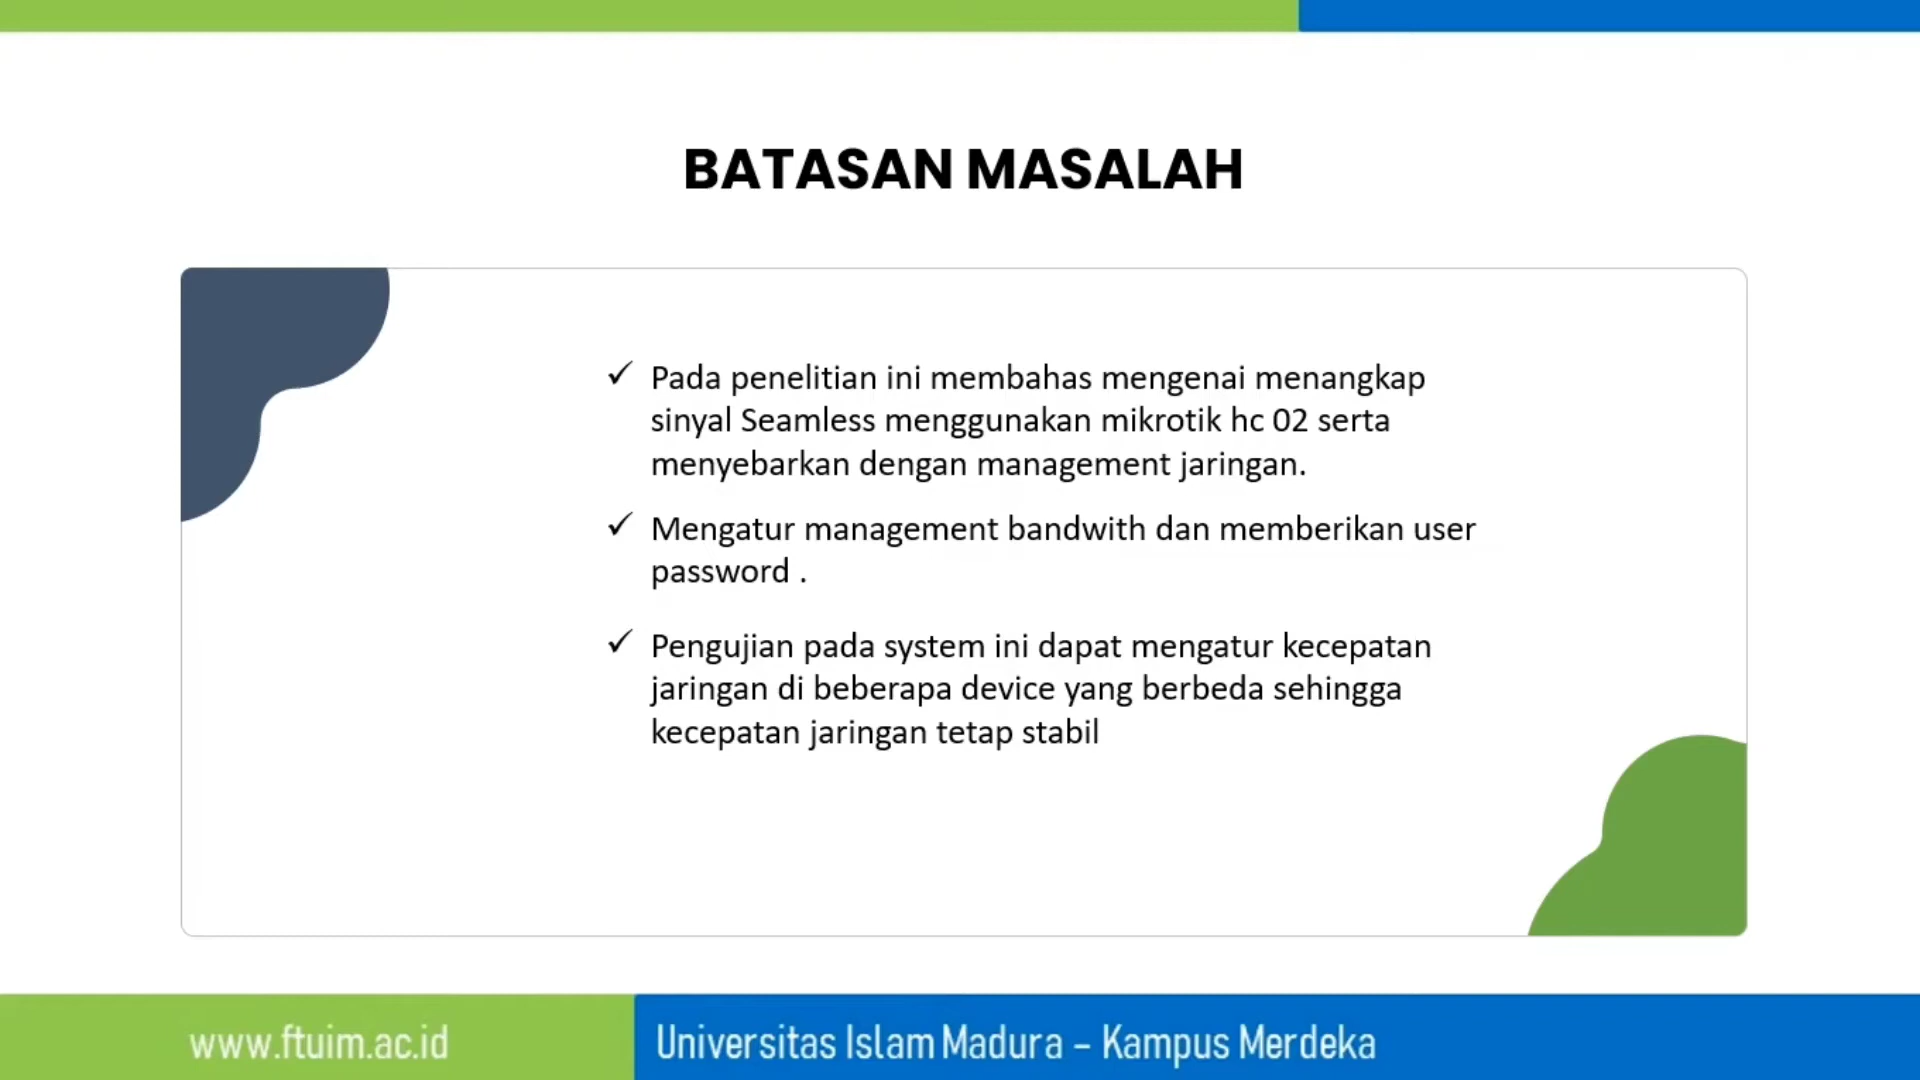 BATASAN MASALAH
✓ Pada penelitian ini membahas mengenai menangkap
sinyal Seamless menggunakan mikrotik hc 02 serta
menyebarkan dengan management jaringan.
✓ Mengatur management bandwith dan memberikan user
password .
✓ Pengujian pada system ini dapat mengatur kecepatan
jaringan di beberapa device yang berbeda sehingga
kecepatan jaringan tetap stabil
www.ftuim.ac.id
Universitas Islam Madura – Kampus Merdeka